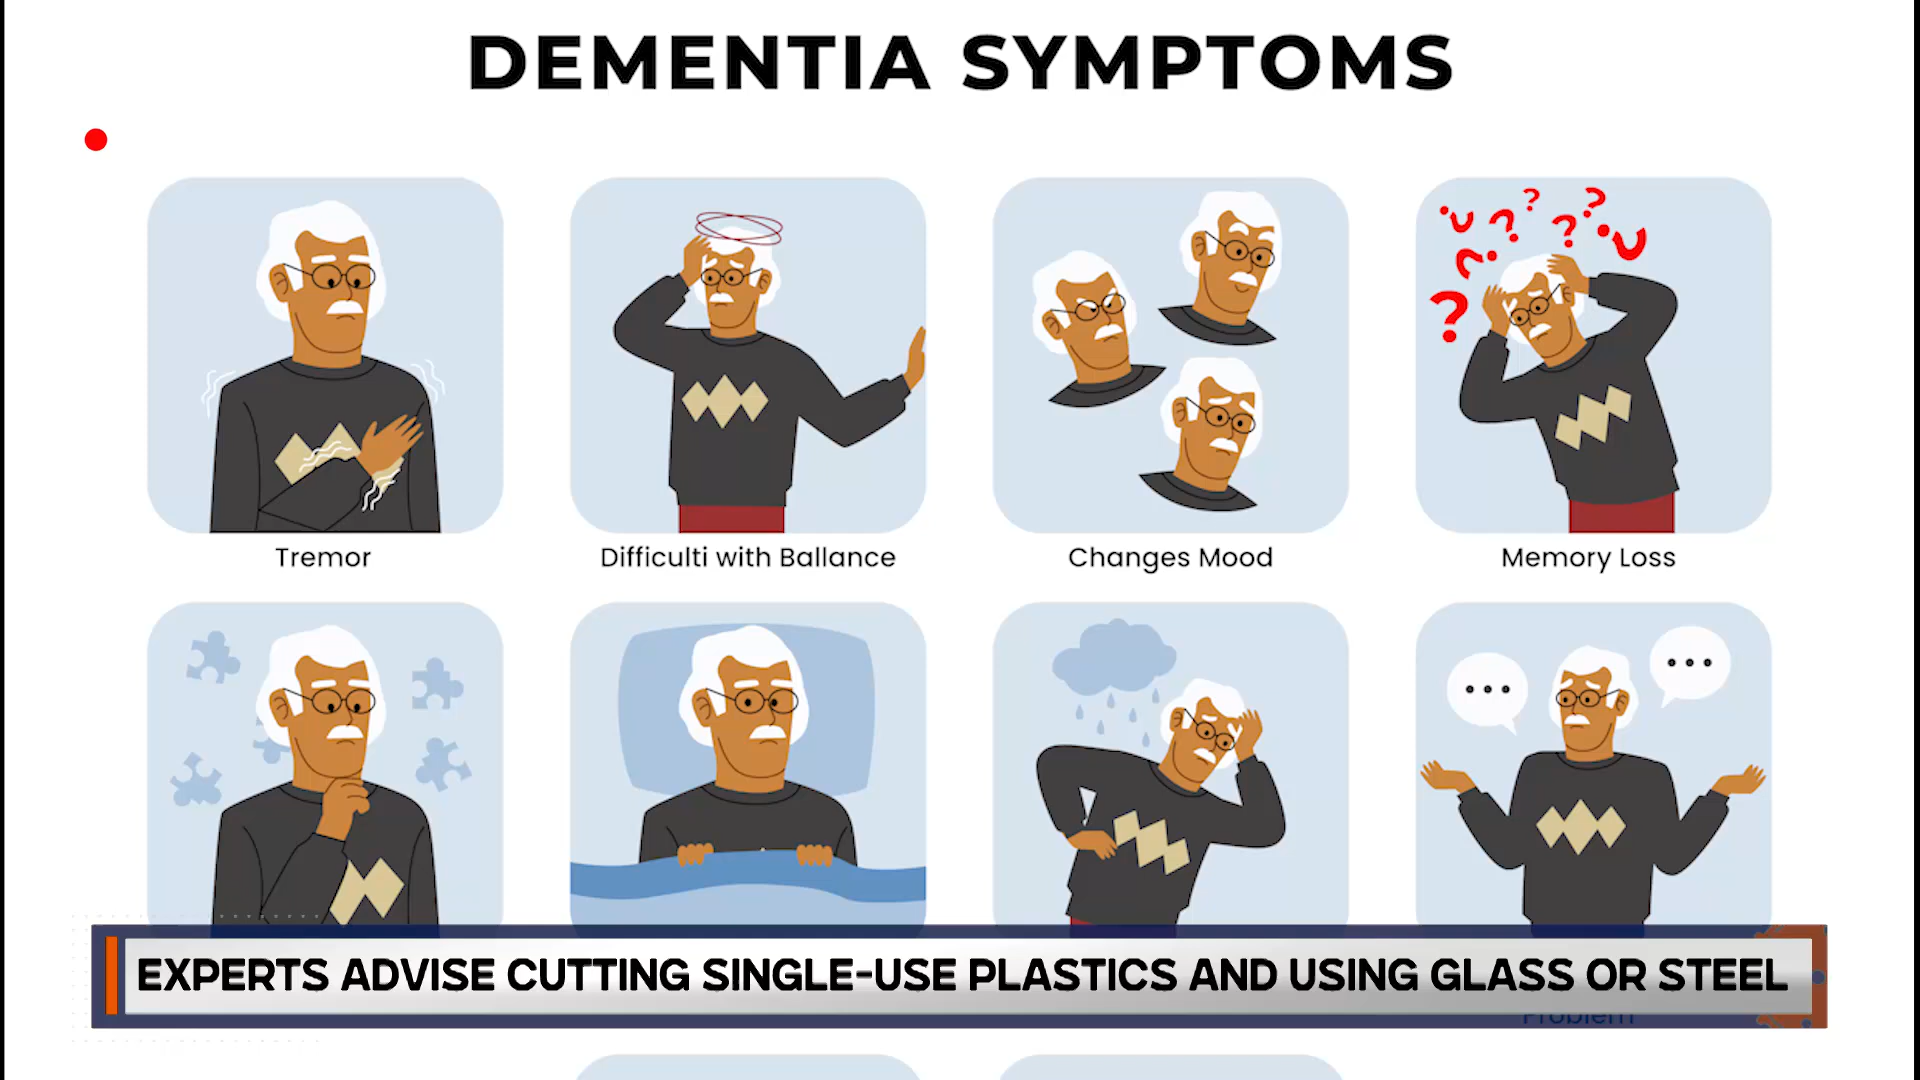 DEMENTIA SYMPTOMS
Tremor
Difficulti with Ballance
Changes Mood
Memory Loss
EXPERTS ADVISE CUTTING SINGLE-USE PLASTICS AND USING GLASS OR STEEL
Problem